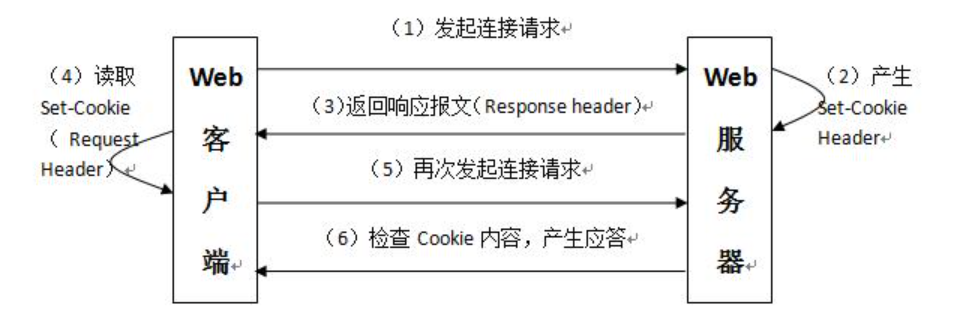 （1）发起连接请求
（4）读取
Set-Cookie
（ Request
Header）
Web
客
户
端
（3）返回响应报文（Response header）
（5）再次发起连接请求
（6）检查 Cookie 内容，产生应答
Web
服
务
器
（2）产生
Set-Cookie
Header